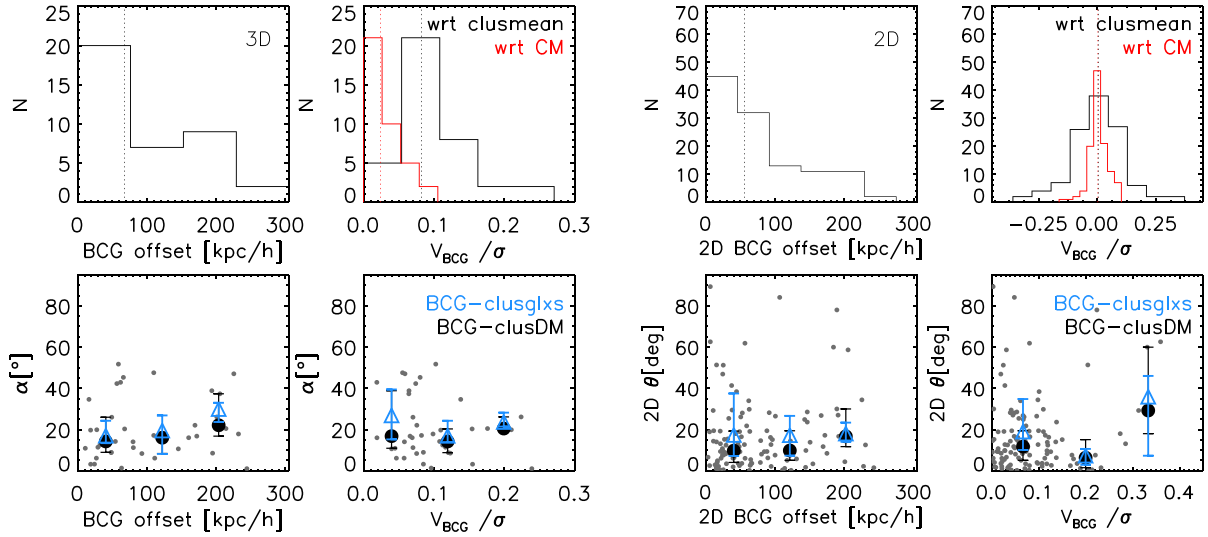 3D
N
25
20
15
10
5
0
0 100 200 300
BCG offset [kpc/h]
wrt clusmean
wrt CM
N
25
20
15
10
5
0
0.0 0.1 0.2 0.3
V_BCG /σ
2D
N
70
60
50
40
30
20
10
0
0 100 200 300
2D BCG offset [kpc/h]
wrt clusmean
wrt CM
N
70
60
50
40
30
20
10
0
−0.25 0.00 0.25
V_BCG /σ
α[°]
80
60
40
20
0
0 100 200 300
BCG offset [kpc/h]
BCG−clusglxs
BCG−clusDM
α[°]
80
60
40
20
0
0.0 0.1 0.2 0.3
V_BCG /σ
2D θ[deg]
80
60
40
20
0
0 100 200 300
2D BCG offset [kpc/h]
BCG−clusglxs
BCG−clusDM
2D θ[deg]
80
60
40
20
0
0.0 0.1 0.2 0.3 0.4
V_BCG /σ